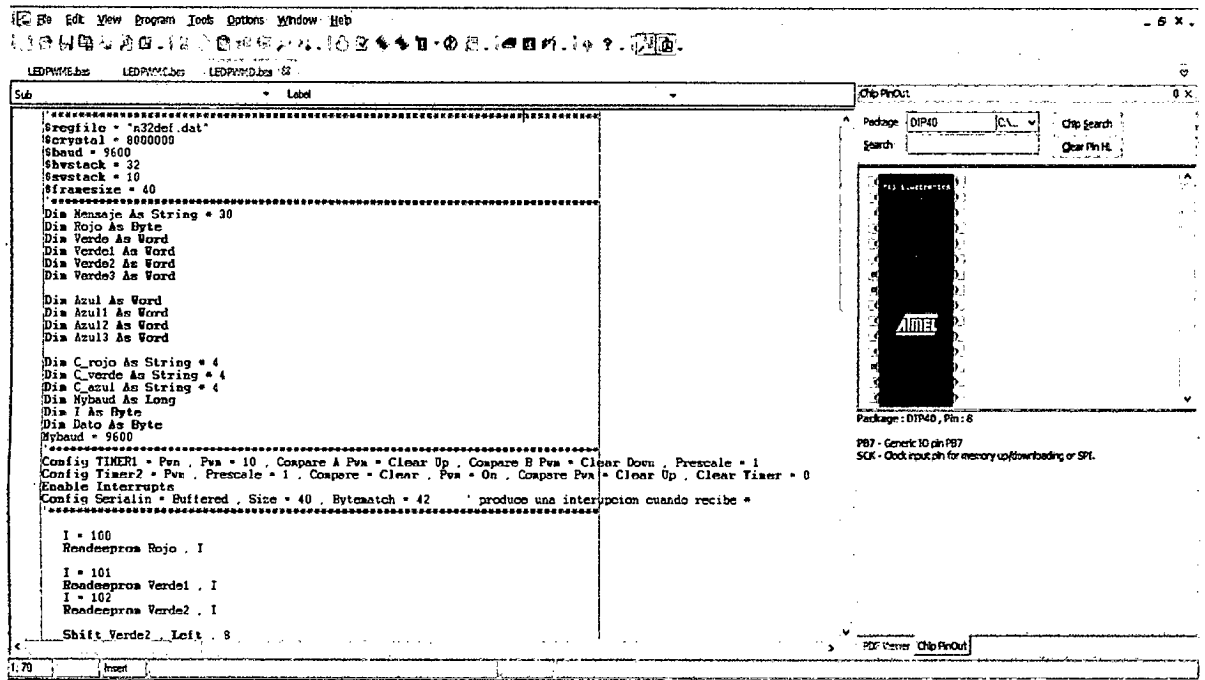 File Edit View Program Tools Options Window Help
LEDPWME.bas LEDPWMC.bas LEDPWMD.bas
Sub Label
$regfile = "m32def.dat"
$crystal = 8000000
$baud = 9600
$hwstack = 32
$swstack = 10
$framesize = 40
Dim Mensaje As String * 30
Dim Rojo As Byte
Dim Verde As Word
Dim Verde1 As Word
Dim Verde2 As Word
Dim Verde3 As Word
Dim Azul As Word
Dim Azul1 As Word
Dim Azul2 As Word
Dim Azul3 As Word
Dim C_rojo As String * 4
Dim C_verde As String * 4
Dim C_azul As String * 4
Dim Mybaud As Long
Dim I As Byte
Dim Dato As Byte
Mybaud = 9600
Config TIMER1 = Pwm , Pwm = 10 , Compare A Pwm = Clear Up , Compare B Pwm = Clear Down , Prescale = 1
Config Timer2 = Pwm , Prescale = 1 , Compare = Clear , Pwm = On , Compare Pwm = Clear Up , Clear Timer = 0
Enable Interrupts
Config Serialin = Buffered , Size = 40 , Bytematch = 42 ' produce una interupcion cuando recibe *
I = 100
Readeeprom Rojo , I
I = 101
Readeeprom Verde1 , I
I = 102
Readeeprom Verde2 , I
Shift Verde2 , Left , 8
1: 70 Insert
Chip PinOut
Package DIP40 C:\... Chip Search
Search Clear Pin HL
MCS Electronics
ATMEL
Package : DIP40 , Pin : 8
PB7 - Generic IO pin PB7
SCK - Clock input pin for memory up/downloading or SPI.
PDF Viewer Chip PinOut